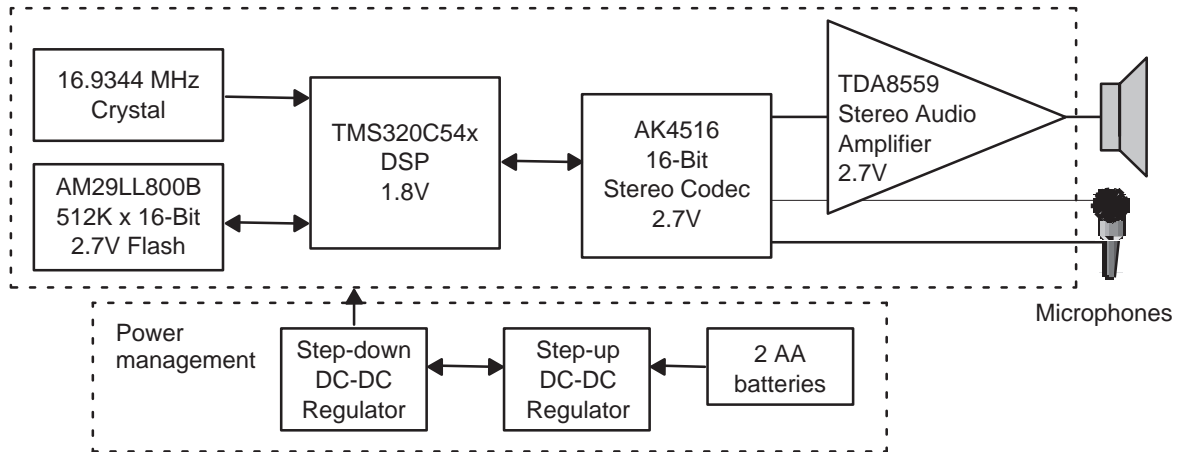 16.9344 MHz
Crystal
AM29LL800B
512K x 16-Bit
2.7V Flash
TMS320C54x
DSP
1.8V
AK4516
16-Bit
Stereo Codec
2.7V
TDA8559
Stereo Audio
Amplifier
2.7V
Microphones
Power
management
Step-down
DC-DC
Regulator
Step-up
DC-DC
Regulator
2 AA
batteries